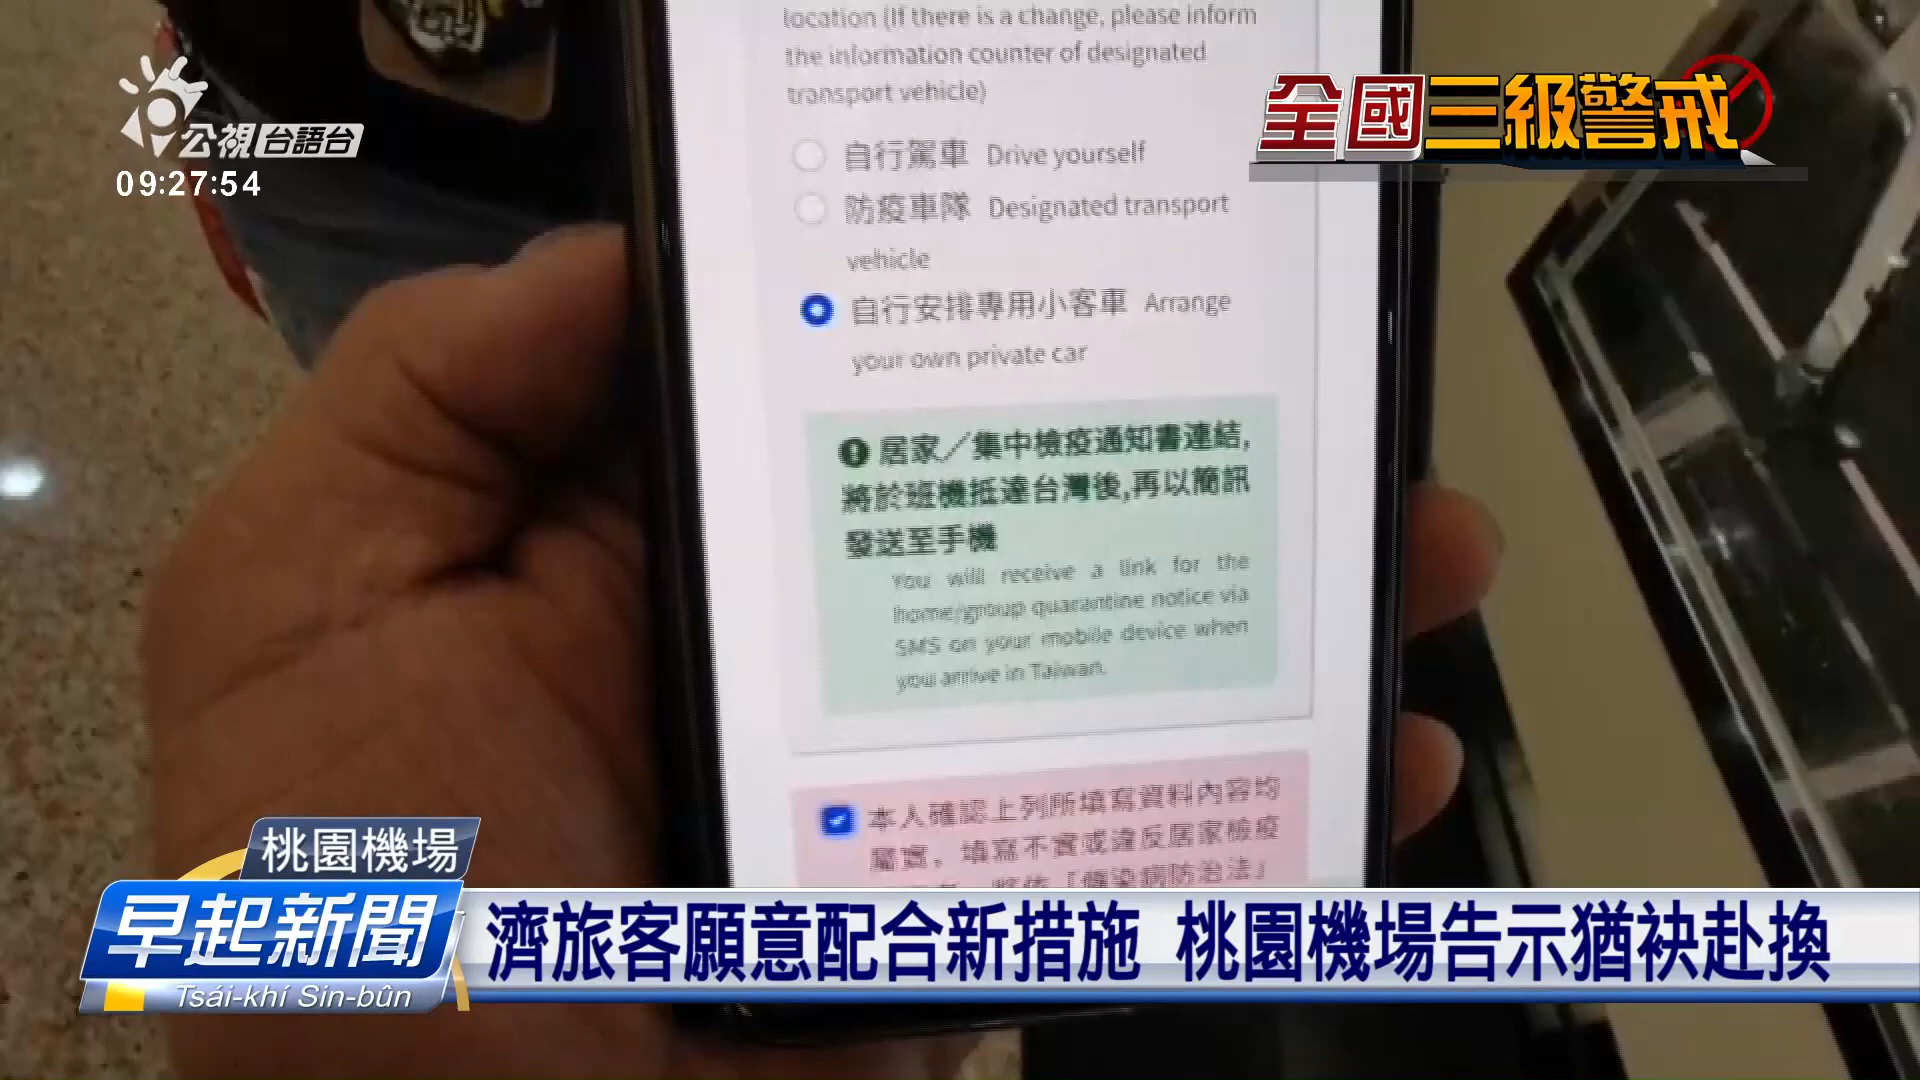 location (If there is a change, please inform
the information counter of designated
transport vehicle)
公視 台語台
09:27:54
全國三級警戒
自行駕車 Drive yourself
防疫車隊 Designated transport
vehicle
自行安排專用小客車 Arrange
your own private car
居家／集中檢疫通知書連結,
將於班機抵達台灣後,再以簡訊
發送至手機
You will receive a link for the
home/group quarantine notice via
SMS on your mobile device when
you arrive in Taiwan.
本人確認上列所填寫資料內容均
屬實，填寫不實或違反居家檢疫
「傳染病防治法」
桃園機場
早起新聞
Tsái-khí Sin-bûn
濟旅客願意配合新措施 桃園機場告示猶袂赴換